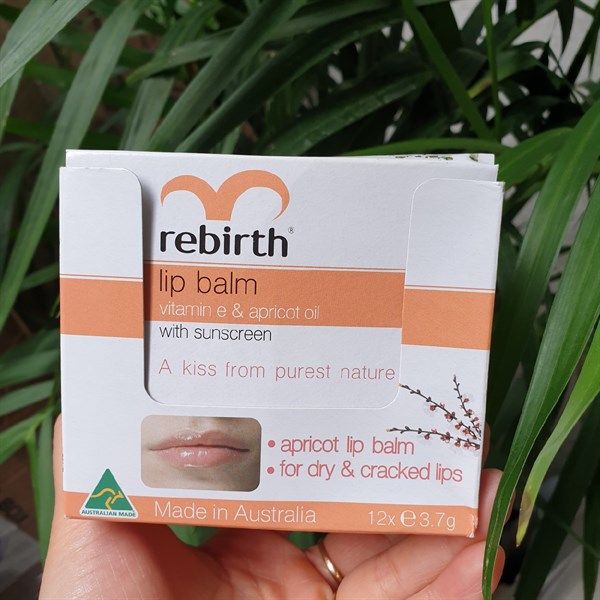 rebirth®
lip balm
vitamin e & apricot oil
with sunscreen
A kiss from purest nature
• apricot lip balm
• for dry & cracked lips
AUSTRALIAN MADE
Made in Australia
12x ℮ 3.7g